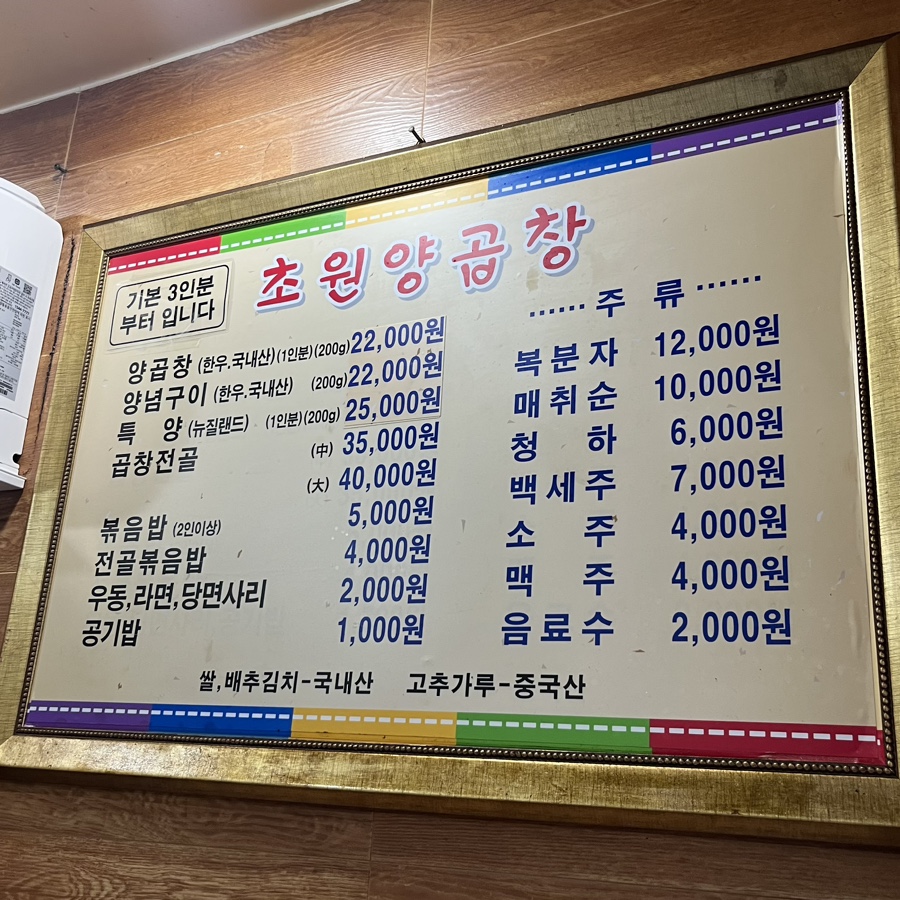 초원양곱창
기본 3인분
부터 입니다
양곱창 (한우.국내산)(1인분)(200g) 22,000원
양념구이 (한우.국내산) (200g) 22,000원
특 양 (뉴질랜드) (1인분)(200g) 25,000원
곱창전골 (中) 35,000원
(大) 40,000원
볶음밥 (2인이상) 5,000원
전골볶음밥 4,000원
우동,라면,당면사리 2,000원
공기밥 1,000원
······ 주 류 ······
복분자 12,000원
매취순 10,000원
청 하 6,000원
백세주 7,000원
소 주 4,000원
맥 주 4,000원
음료수 2,000원
쌀,배추김치-국내산 고추가루-중국산